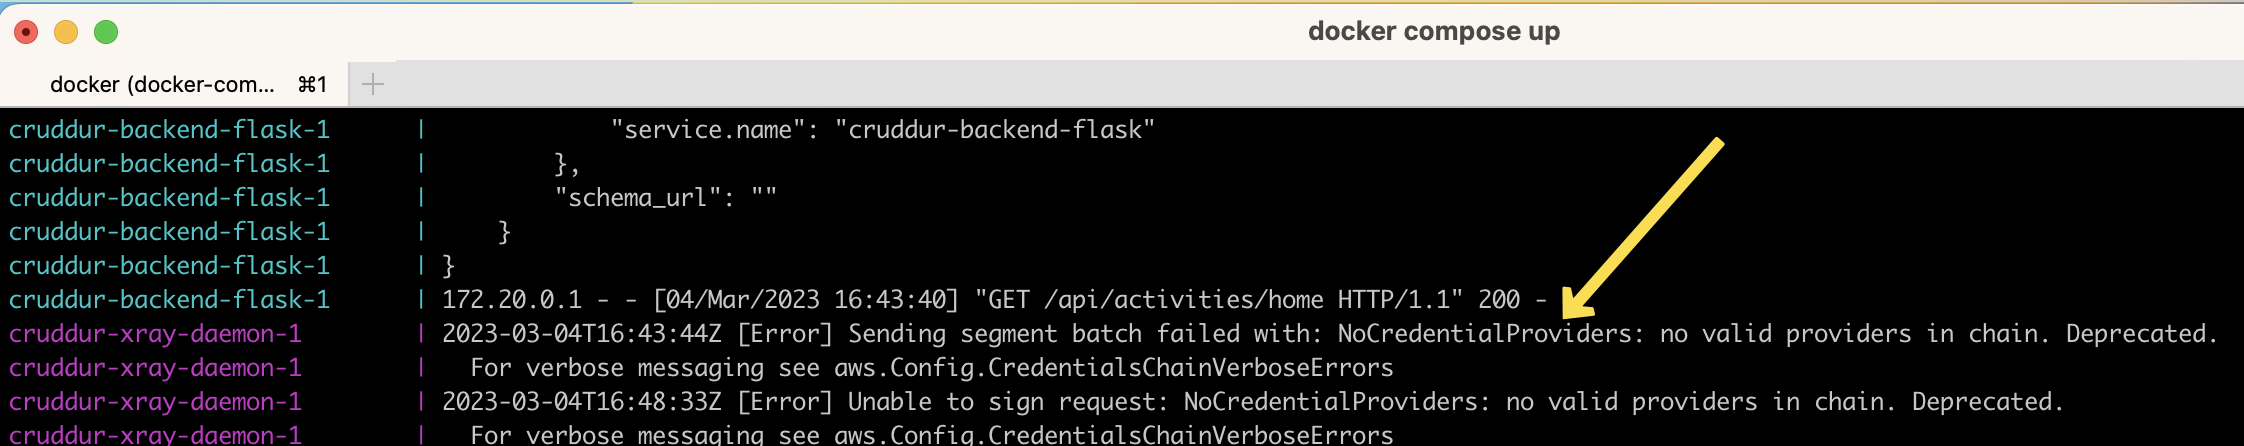 docker compose up
docker (docker-com... ⌘1
cruddur-backend-flask-1 | "service.name": "cruddur-backend-flask"
cruddur-backend-flask-1 | },
cruddur-backend-flask-1 | "schema_url": ""
cruddur-backend-flask-1 | }
cruddur-backend-flask-1 | }
cruddur-backend-flask-1 | 172.20.0.1 - - [04/Mar/2023 16:43:40] "GET /api/activities/home HTTP/1.1" 200 -
cruddur-xray-daemon-1 | 2023-03-04T16:43:44Z [Error] Sending segment batch failed with: NoCredentialProviders: no valid providers in chain. Deprecated.
cruddur-xray-daemon-1 | For verbose messaging see aws.Config.CredentialsChainVerboseErrors
cruddur-xray-daemon-1 | 2023-03-04T16:48:33Z [Error] Unable to sign request: NoCredentialProviders: no valid providers in chain. Deprecated.
cruddur-xray-daemon-1 | For verbose messaging see aws.Config.CredentialsChainVerboseErrors